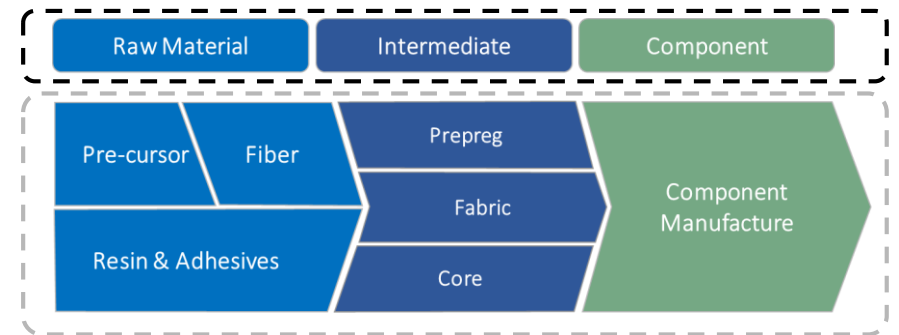 Raw Material
Intermediate
Component
Pre-cursor
Fiber
Resin & Adhesives
Prepreg
Fabric
Core
Component
Manufacture